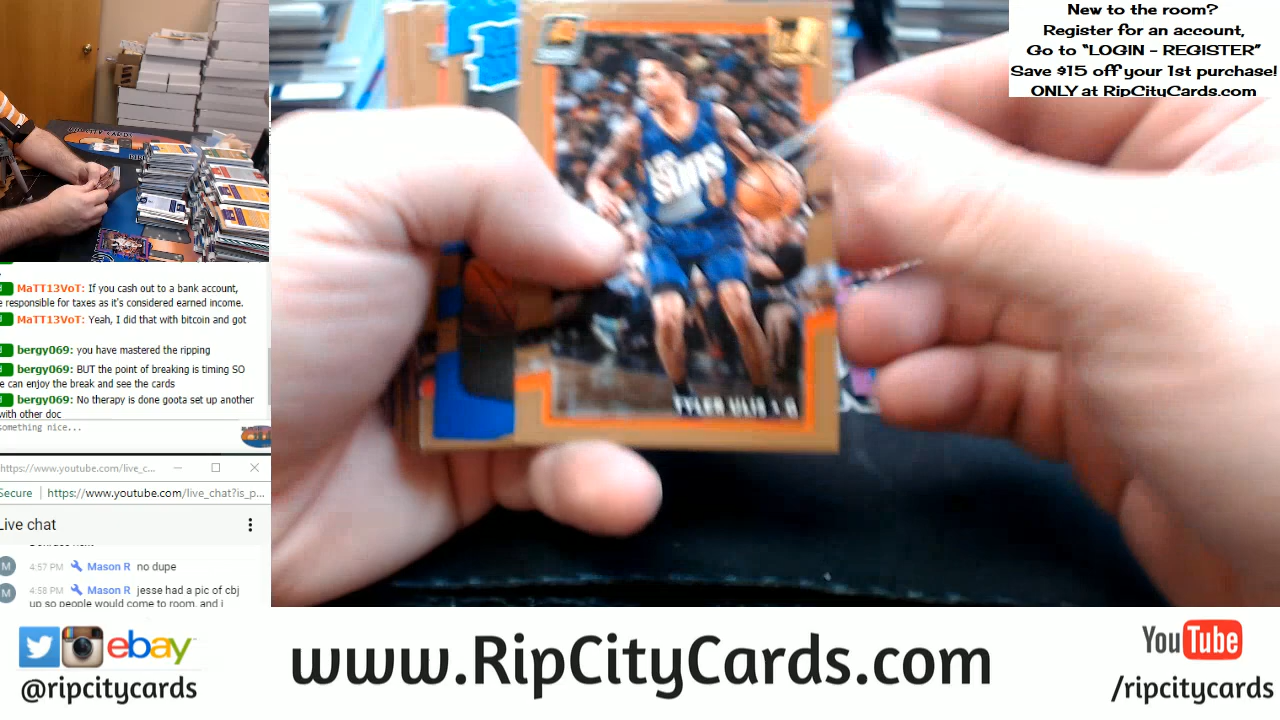 New to the room?
Register for an account,
Go to “LOGIN - REGISTER”
Save $15 off your 1st purchase!
ONLY at RipCityCards.com
SUNS
TYLER ULIS
MaTT13VoT: If you cash out to a bank account,
responsible for taxes as it's considered earned income.
MaTT13VoT: Yeah, I did that with bitcoin and got
bergy069: you have mastered the ripping
bergy069: BUT the point of breaking is timing SO
can enjoy the break and see the cards
bergy069: No therapy is done goota set up another
with other doc
something nice...
https://www.youtube.com/live_c...
Secure https://www.youtube.com/live_chat?is_p...
Live chat
M 4:57 PM Mason R no dupe
M 4:58 PM Mason R jesse had a pic of cbj
up so people would come to room, and i
ebay
@ripcitycards
www.RipCityCards.com
YouTube
/ripcitycards